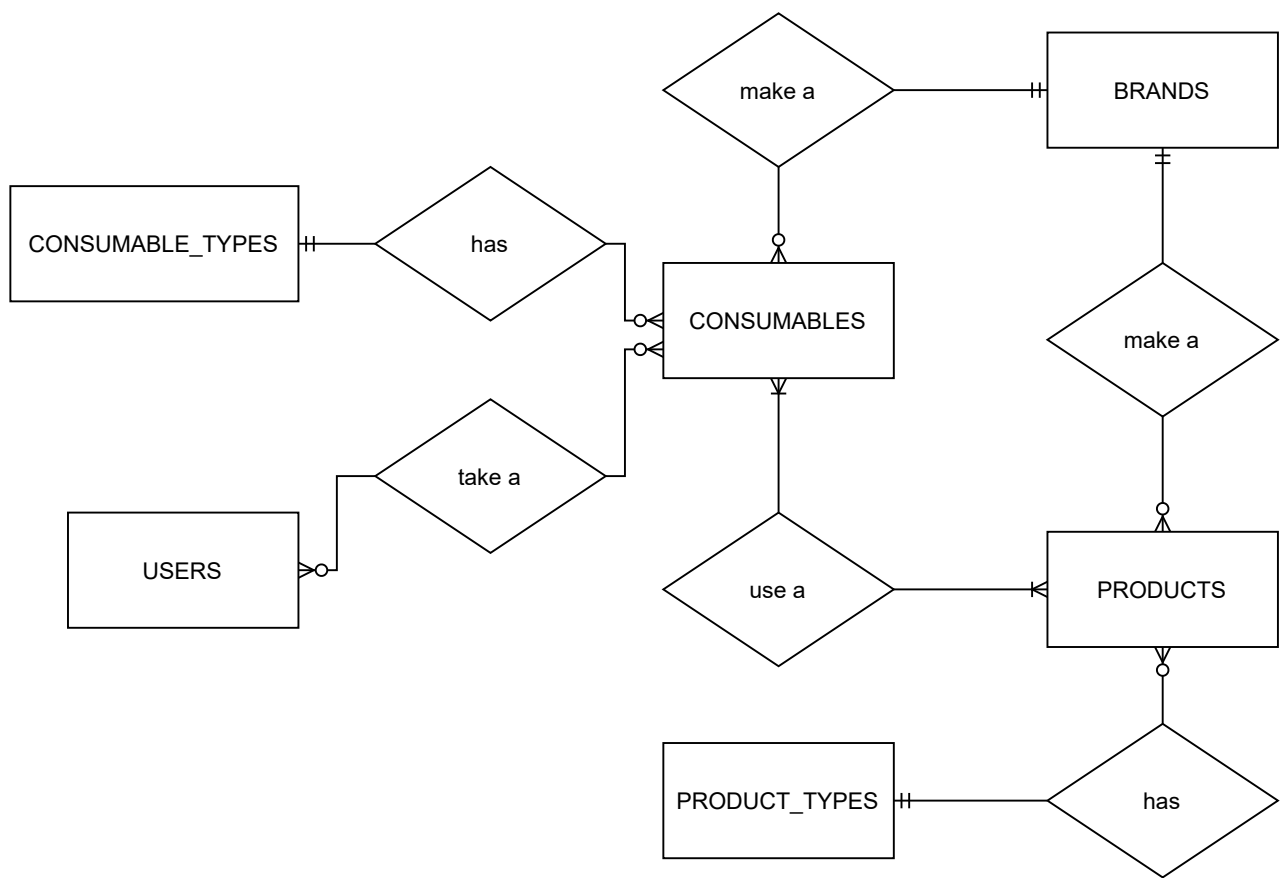 make a
BRANDS
CONSUMABLE_TYPES
has
CONSUMABLES
make a
take a
USERS
use a
PRODUCTS
PRODUCT_TYPES
has